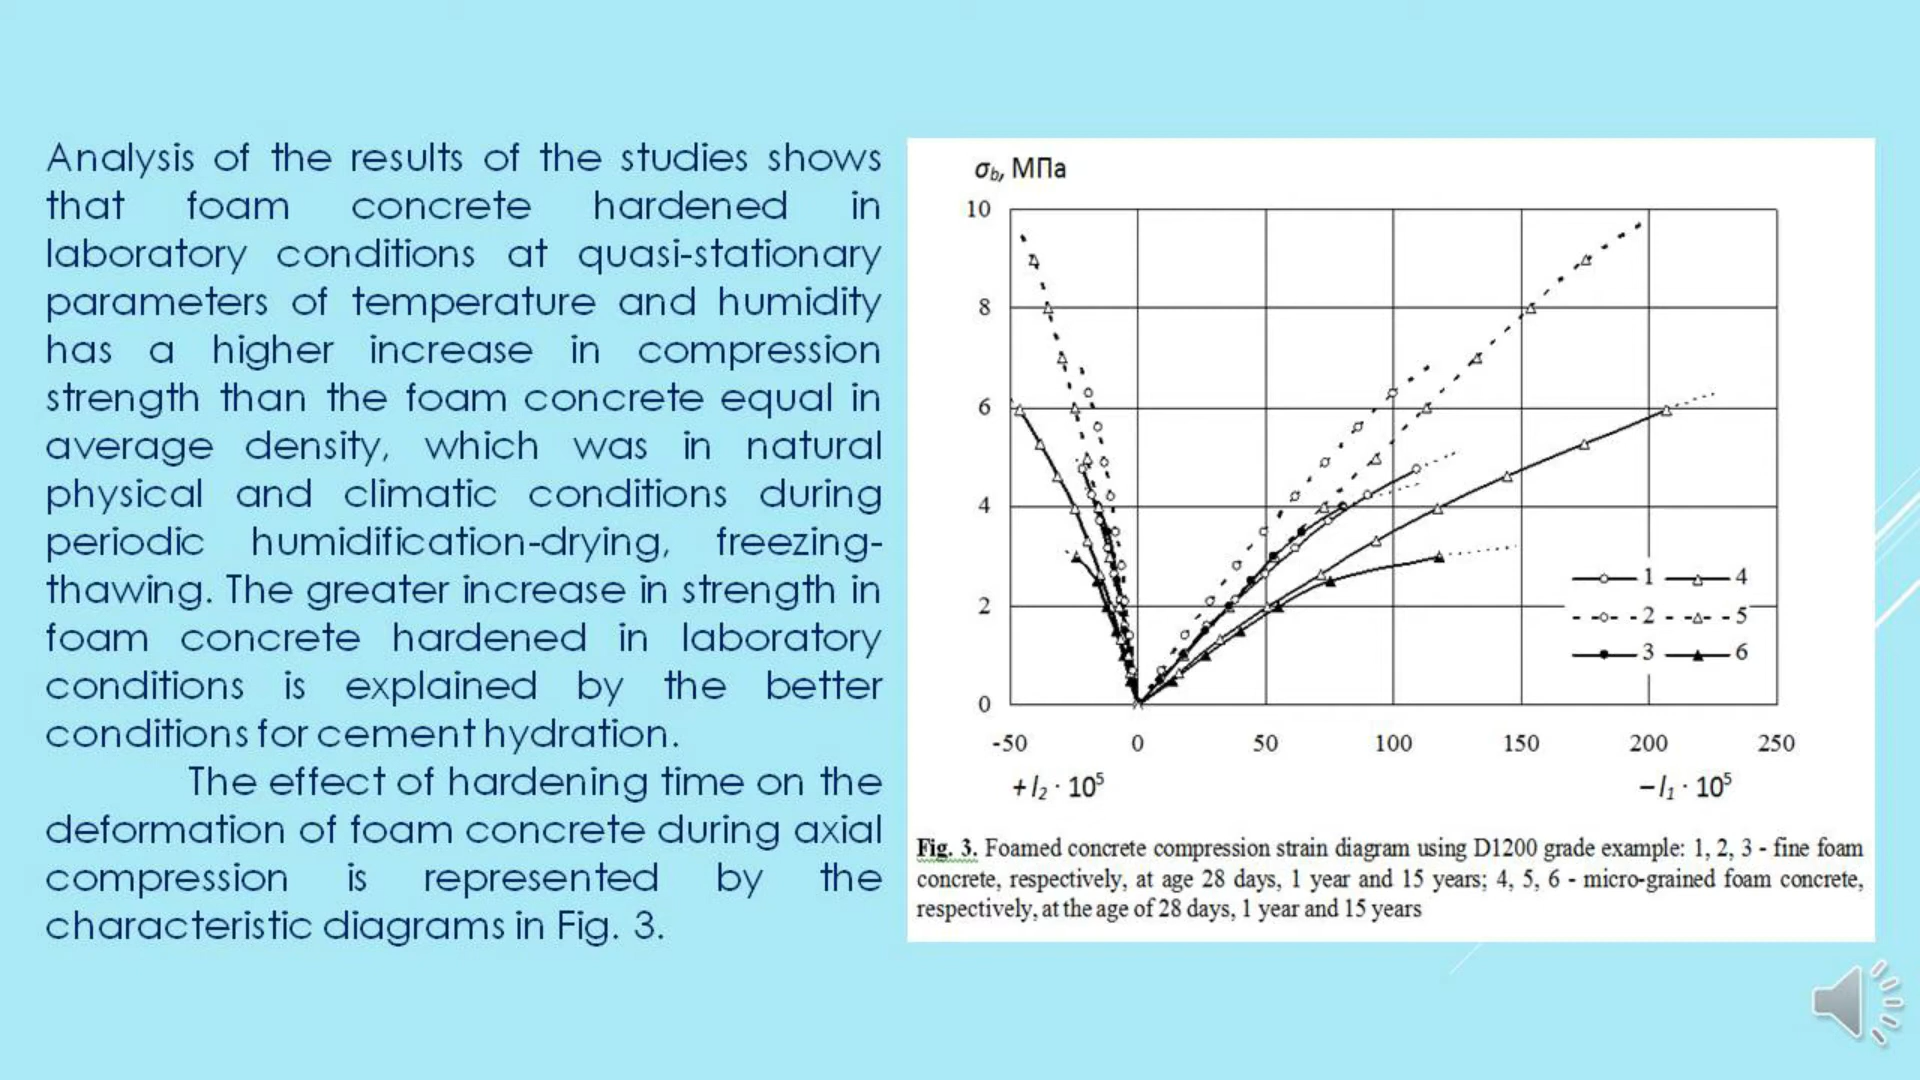 Analysis of the results of the studies shows
that foam concrete hardened in
laboratory conditions at quasi-stationary
parameters of temperature and humidity
has a higher increase in compression
strength than the foam concrete equal in
average density, which was in natural
physical and climatic conditions during
periodic humidification-drying, freezing-
thawing. The greater increase in strength in
foam concrete hardened in laboratory
conditions is explained by the better
conditions for cement hydration.
The effect of hardening time on the
deformation of foam concrete during axial
compression is represented by the
characteristic diagrams in Fig. 3.
σb, МПа
10
8
6
4
2
0
-50 0 50 100 150 200 250
+l₂ · 10⁵ −l₁ · 10⁵
1 4
2 5
3 6
Fig. 3. Foamed concrete compression strain diagram using D1200 grade example: 1, 2, 3 - fine foam
concrete, respectively, at age 28 days, 1 year and 15 years; 4, 5, 6 - micro-grained foam concrete,
respectively, at the age of 28 days, 1 year and 15 years